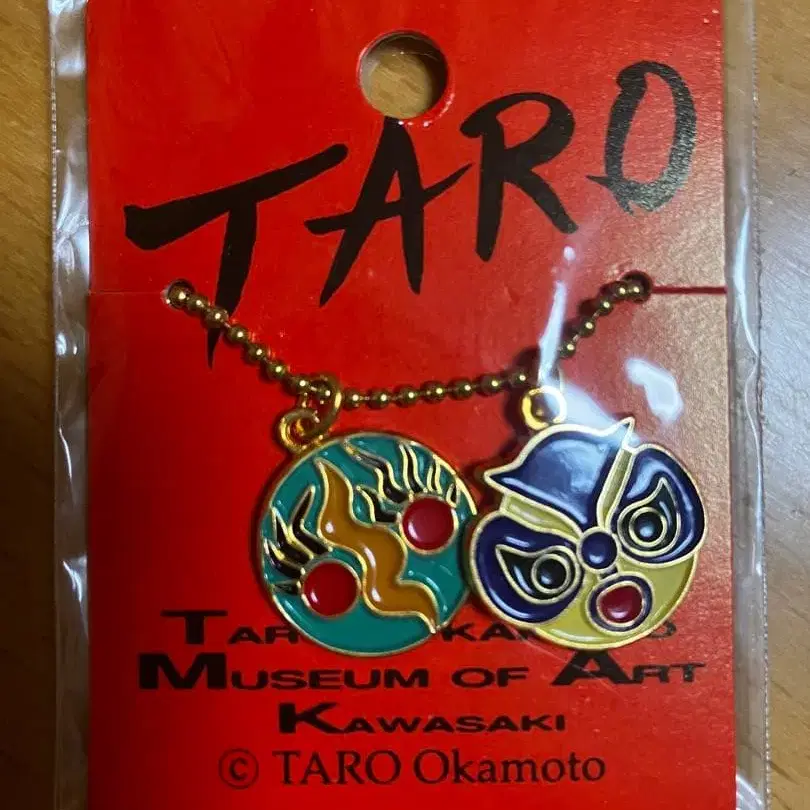 TARO
MUSEUM OF ART
KAWASAKI
© TARO Okamoto